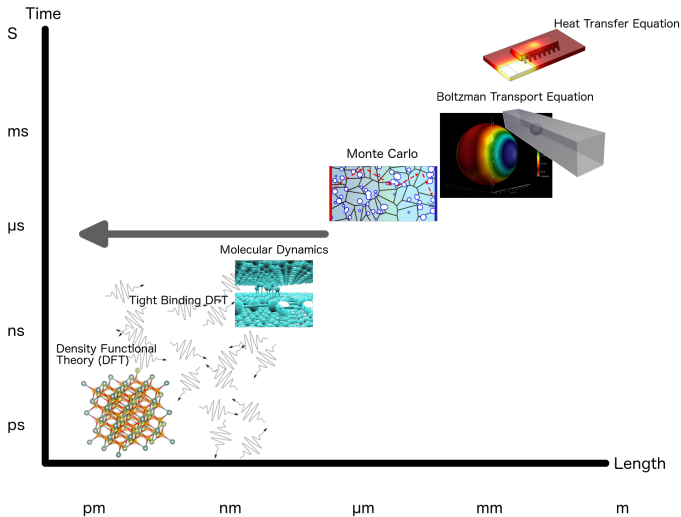 Time
S
Heat Transfer Equation
Boltzman Transport Equation
ms
Monte Carlo
μs
Molecular Dynamics
Tight Binding DFT
ns
Density Functional
Theory (DFT)
ps
Length
pm
nm
μm
mm
m